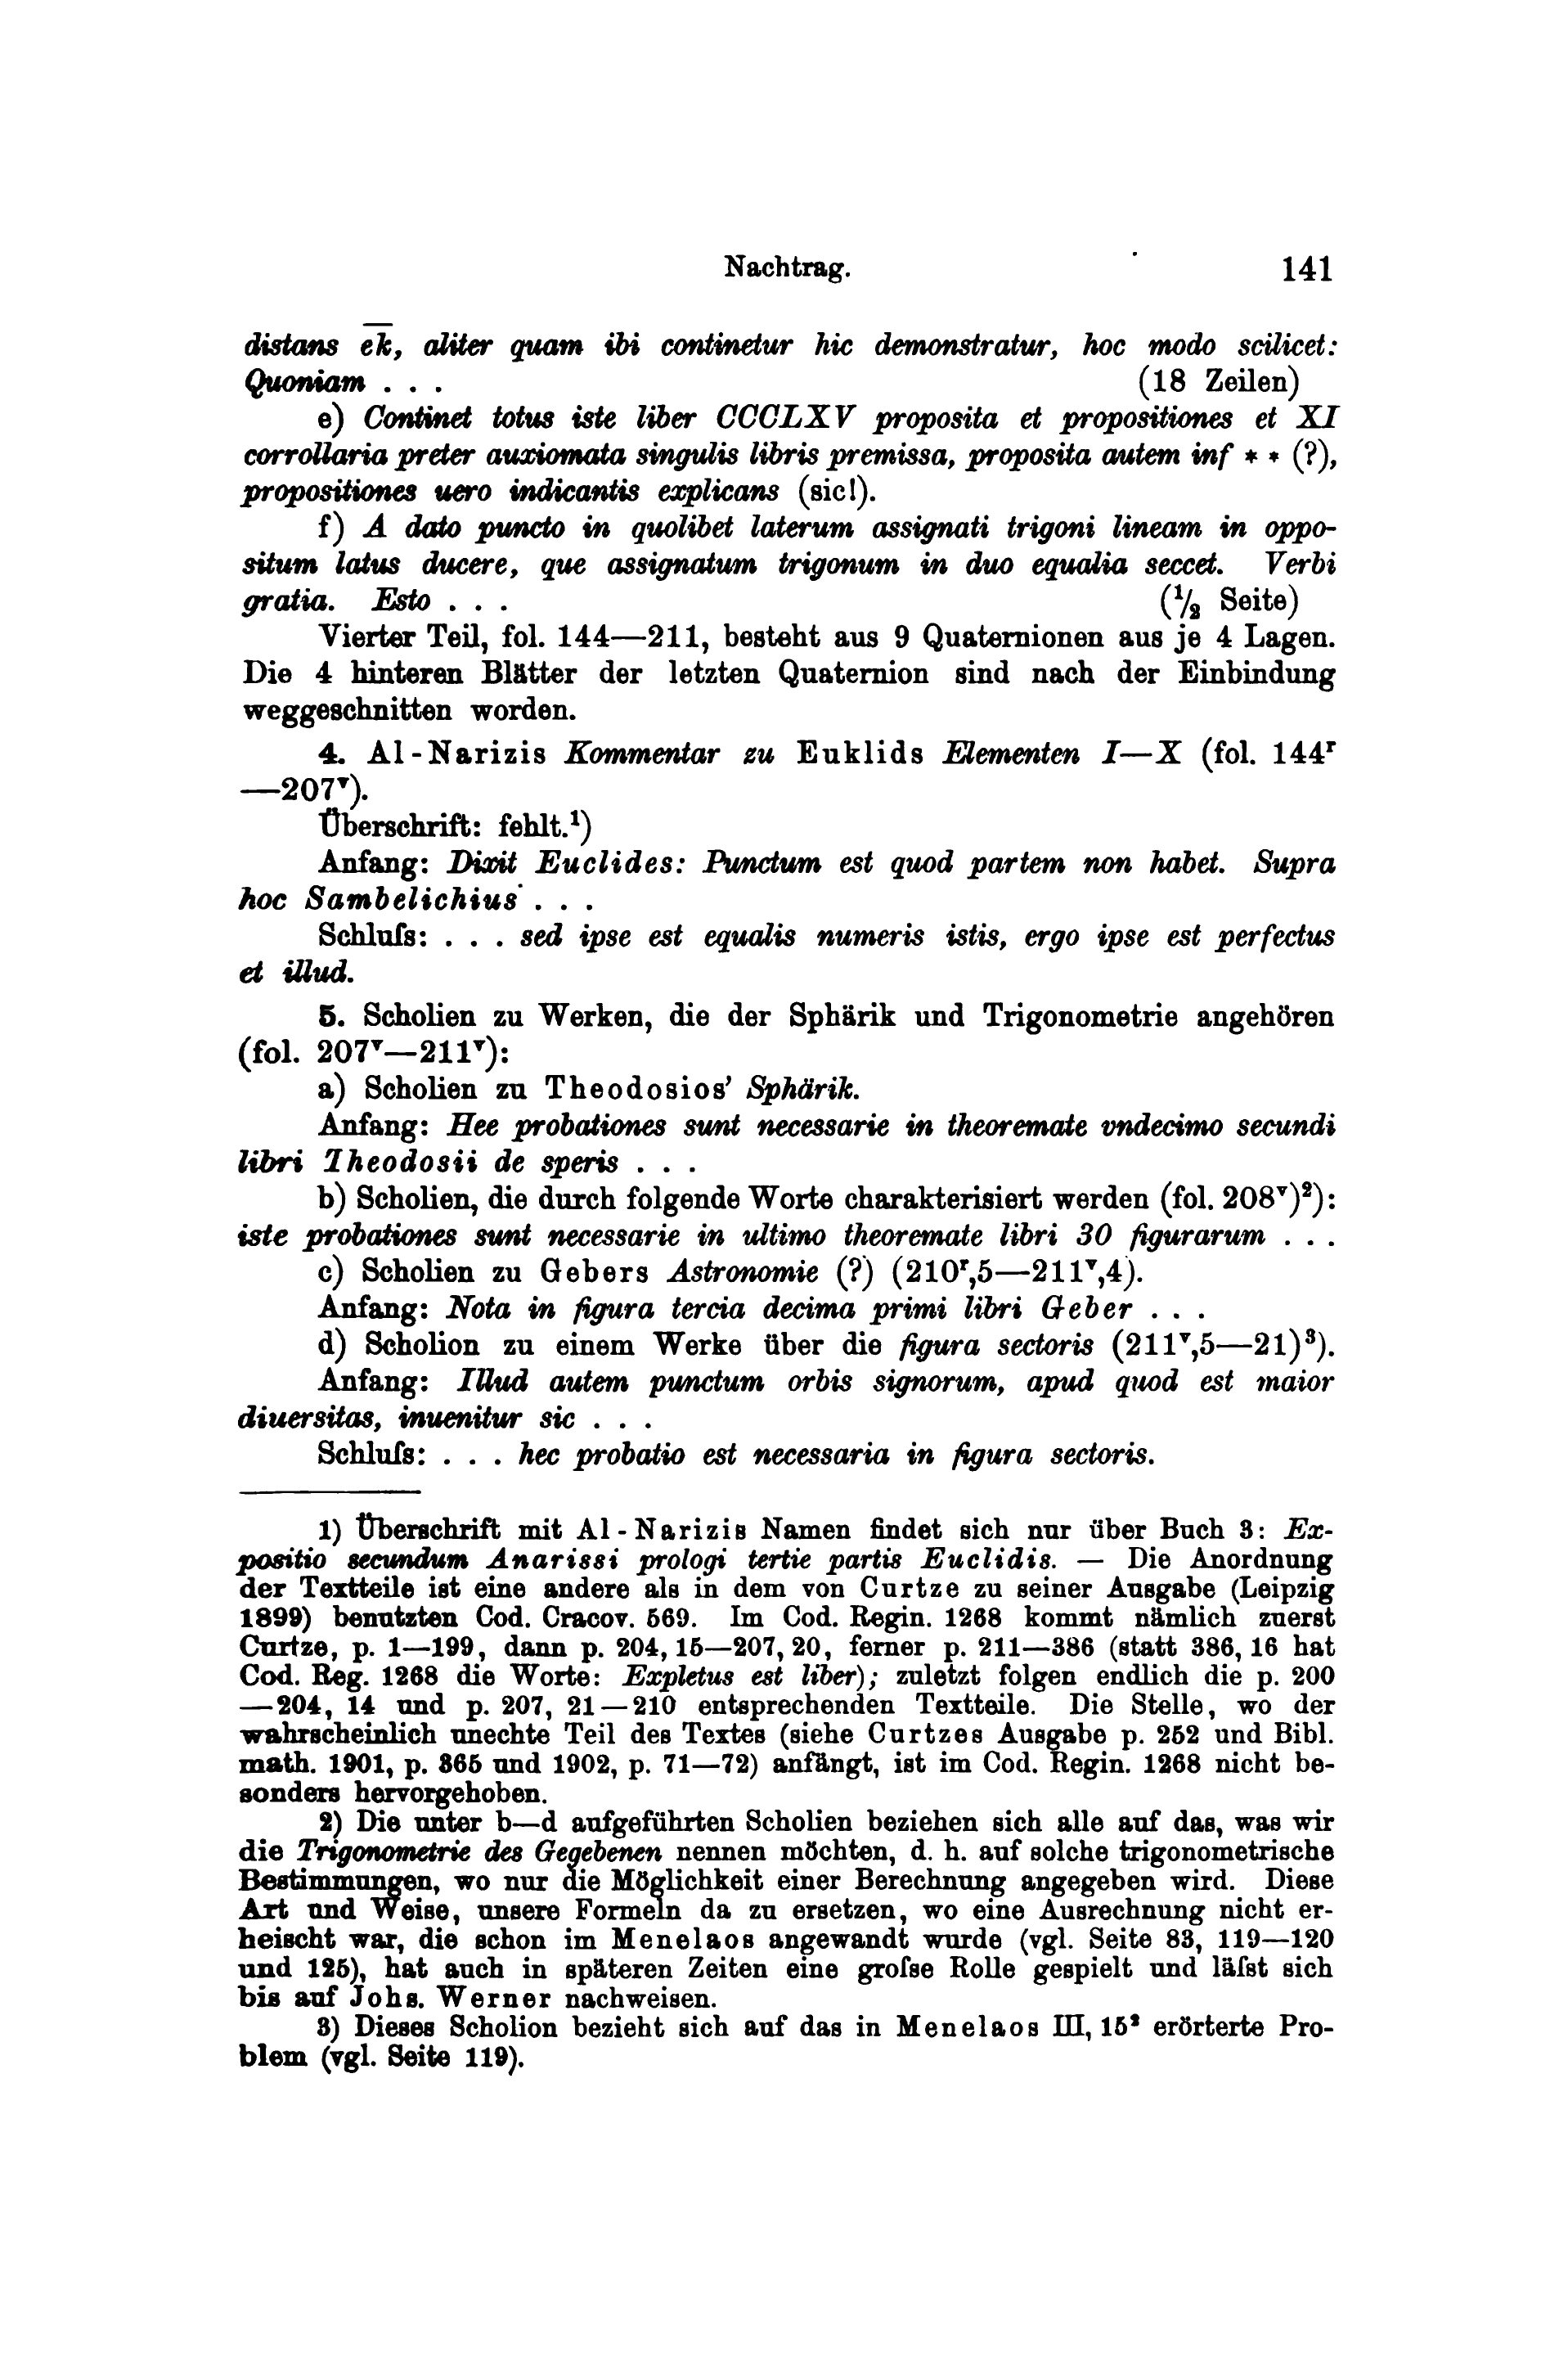 Nachtrag. 141
distans e̅k̅, aliter quam ibi continetur hic demonstratur, hoc modo scilicet:
Quoniam . . . (18 Zeilen)
e) Continet totus iste liber CCCLXV proposita et propositiones et XI
corrollaria preter auxiomata singulis libris premissa, proposita autem inf * * (?),
propositiones uero indicantis explicans (sic!).
f) A dato puncto in quolibet laterum assignati trigoni lineam in oppo-
situm latus ducere, que assignatum trigonum in duo equalia seccet. Verbi
gratia. Esto . . . (½ Seite)
Vierter Teil, fol. 144—211, besteht aus 9 Quaternionen aus je 4 Lagen.
Die 4 hinteren Blätter der letzten Quaternion sind nach der Einbindung
weggeschnitten worden.
4. Al-Narizis Kommentar zu Euklids Elementen I—X (fol. 144ʳ
—207ᵛ).
Überschrift: fehlt.¹)
Anfang: Dixit Euclides: Punctum est quod partem non habet. Supra
hoc Sambelichius . . .
Schluſs: . . . sed ipse est equalis numeris istis, ergo ipse est perfectus
et illud.
5. Scholien zu Werken, die der Sphärik und Trigonometrie angehören
(fol. 207ᵛ—211ᵛ):
a) Scholien zu Theodosios’ Sphärik.
Anfang: Hee probationes sunt necessarie in theoremate vndecimo secundi
libri Theodosii de speris . . .
b) Scholien, die durch folgende Worte charakterisiert werden (fol. 208ᵛ)²):
iste probationes sunt necessarie in ultimo theoremate libri 30 figurarum . . .
c) Scholien zu Gebers Astronomie (?) (210ʳ,5—211ᵛ,4).
Anfang: Nota in figura tercia decima primi libri Geber . . .
d) Scholion zu einem Werke über die figura sectoris (211ᵛ,5—21)³).
Anfang: Illud autem punctum orbis signorum, apud quod est maior
diuersitas, inuenitur sic . . .
Schluſs: . . . hec probatio est necessaria in figura sectoris.
1) Überschrift mit Al-Narizis Namen findet sich nur über Buch 3: Ex-
positio secundum Anarissi prologi tertie partis Euclidis. — Die Anordnung
der Textteile ist eine andere als in dem von Curtze zu seiner Ausgabe (Leipzig
1899) benutzten Cod. Cracov. 569. Im Cod. Regin. 1268 kommt nämlich zuerst
Curtze, p. 1—199, dann p. 204, 15—207, 20, ferner p. 211—386 (statt 386, 16 hat
Cod. Reg. 1268 die Worte: Expletus est liber); zuletzt folgen endlich die p. 200
—204, 14 und p. 207, 21—210 entsprechenden Textteile. Die Stelle, wo der
wahrscheinlich unechte Teil des Textes (siehe Curtzes Ausgabe p. 252 und Bibl.
math. 1901, p. 365 und 1902, p. 71—72) anfängt, ist im Cod. Regin. 1268 nicht be-
sonders hervorgehoben.
2) Die unter b—d aufgeführten Scholien beziehen sich alle auf das, was wir
die Trigonometrie des Gegebenen nennen möchten, d. h. auf solche trigonometrische
Bestimmungen, wo nur die Möglichkeit einer Berechnung angegeben wird. Diese
Art und Weise, unsere Formeln da zu ersetzen, wo eine Ausrechnung nicht er-
heischt war, die schon im Menelaos angewandt wurde (vgl. Seite 83, 119—120
und 125), hat auch in späteren Zeiten eine groſse Rolle gespielt und läſst sich
bis auf Johs. Werner nachweisen.
3) Dieses Scholion bezieht sich auf das in Menelaos III, 15² erörterte Pro-
blem (vgl. Seite 119).